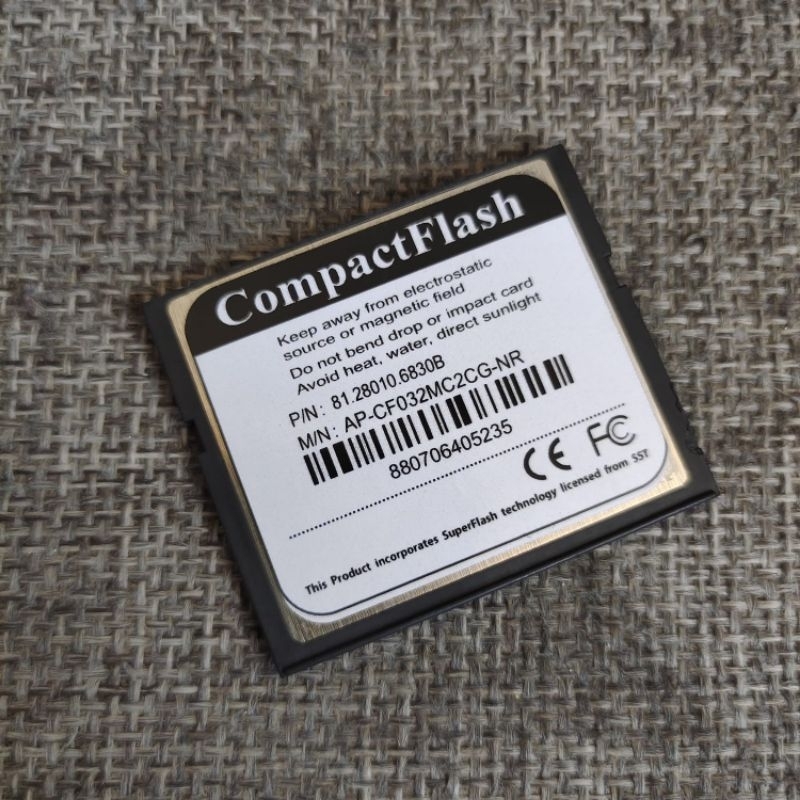 CompactFlash
Keep away from electrostatic
source or magnetic field
Do not bend drop or impact card
Avoid heat, water, direct sunlight
P/N: 81.28010.6830B
M/N: AP-CF032MC2CG-NR
880706405235
CE FC
This Product incorporates SuperFlash technology licensed from SST